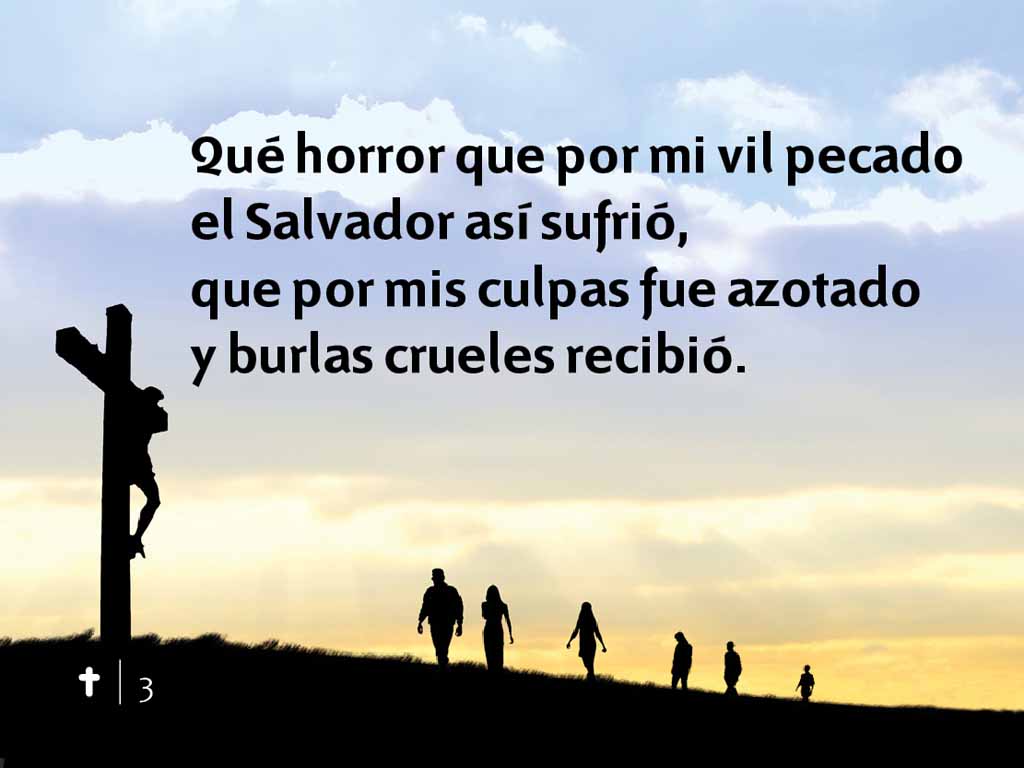 Qué horror que por mi vil pecado
el Salvador así sufrió,
que por mis culpas fue azotado
y burlas crueles recibió.
3